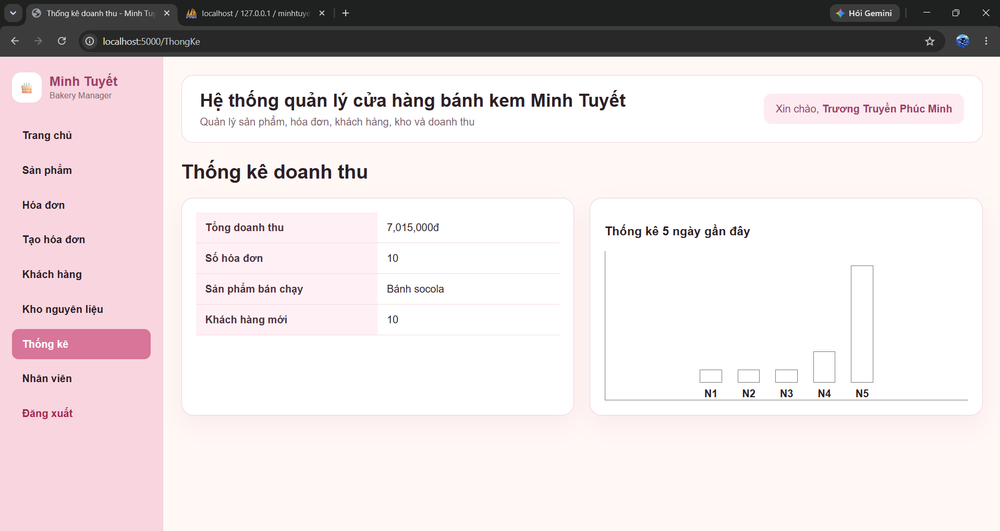 Thống kê doanh thu - Minh Tuy
localhost / 127.0.0.1 / minhtuye
Hỏi Gemini
localhost:5000/ThongKe
Minh Tuyết
Bakery Manager
Trang chủ
Sản phẩm
Hóa đơn
Tạo hóa đơn
Khách hàng
Kho nguyên liệu
Thống kê
Nhân viên
Đăng xuất
Hệ thống quản lý cửa hàng bánh kem Minh Tuyết
Quản lý sản phẩm, hóa đơn, khách hàng, kho và doanh thu
Xin chào, Trương Truyền Phúc Minh
Thống kê doanh thu
Tổng doanh thu 7,015,000đ
Số hóa đơn 10
Sản phẩm bán chạy Bánh socola
Khách hàng mới 10
Thống kê 5 ngày gần đây
N1 N2 N3 N4 N5